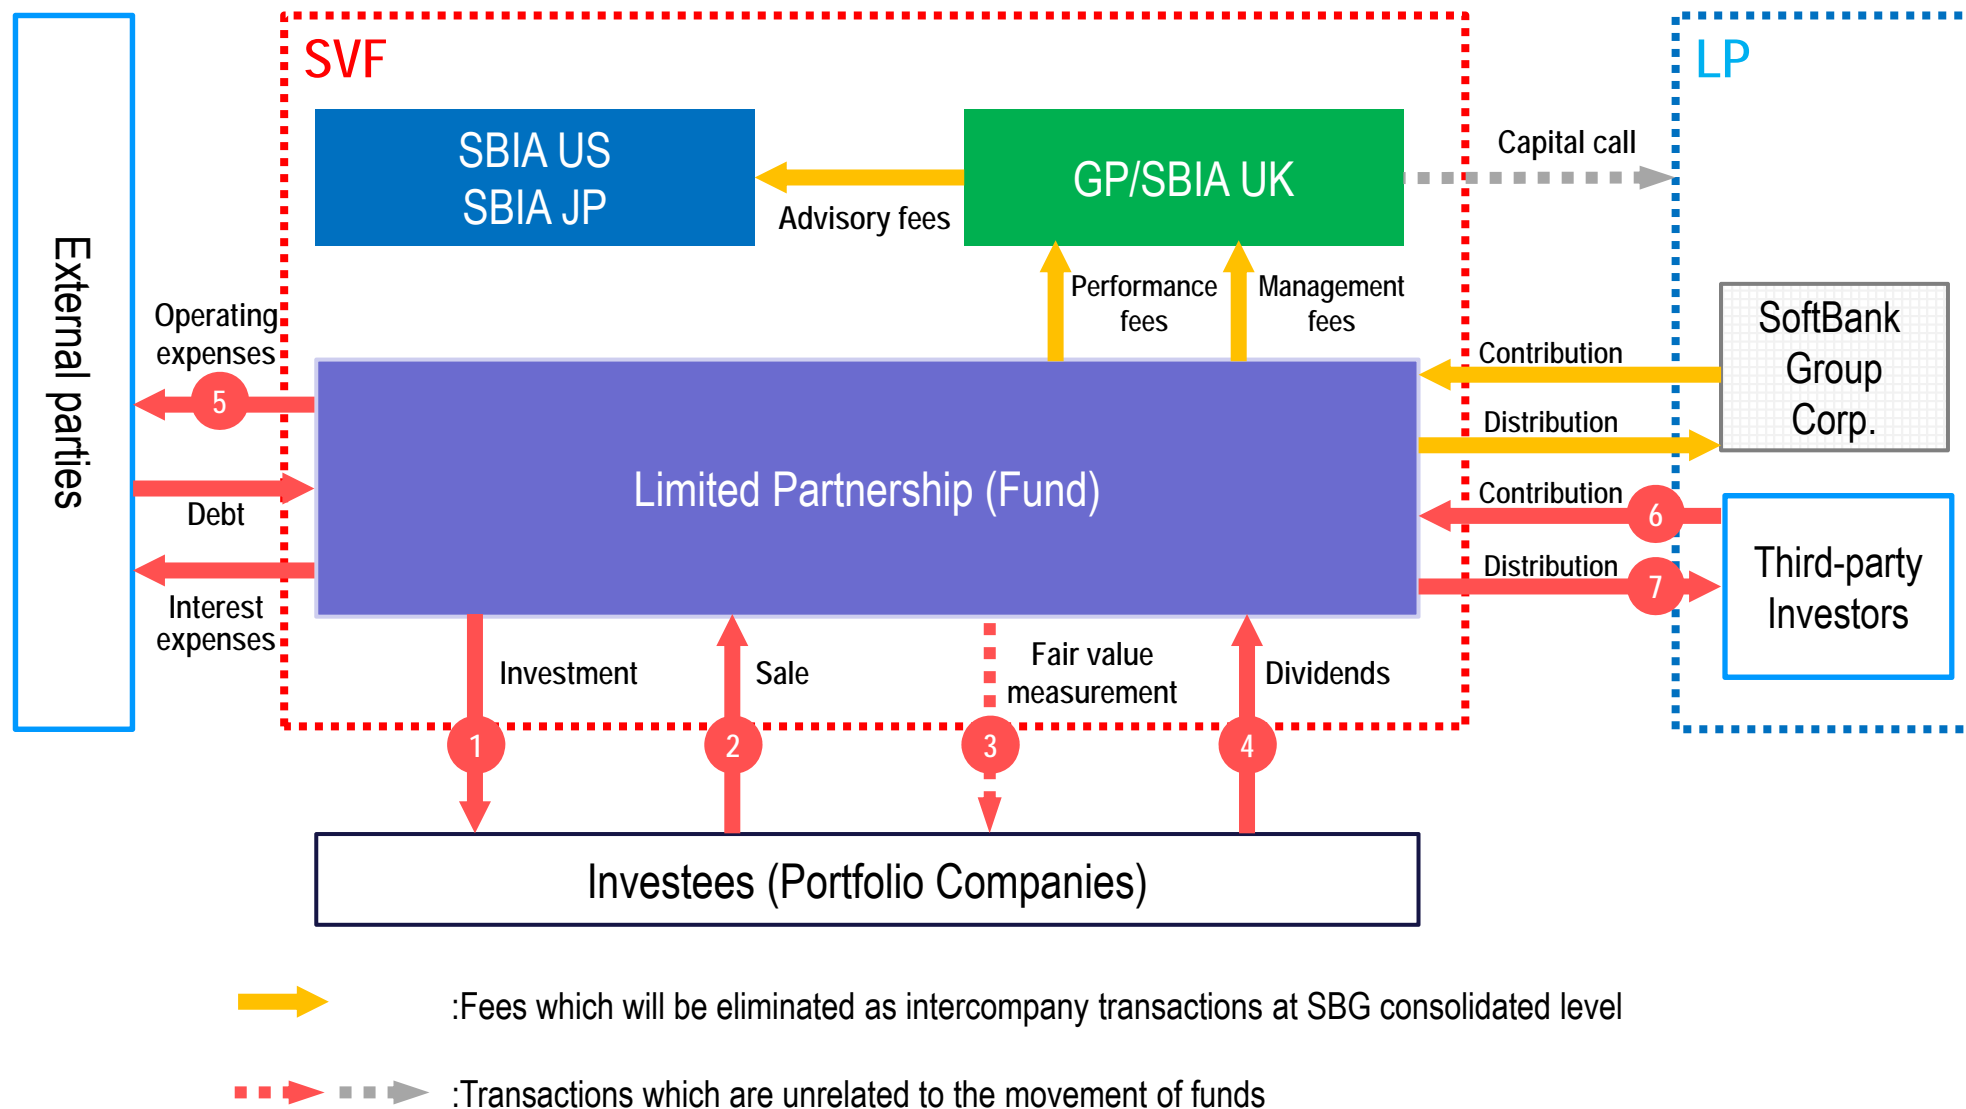 SVF
LP
SBIA US
SBIA JP
GP/SBIA UK
Capital call
Advisory fees
External parties
Operating
expenses
Performance
fees
Management
fees
SoftBank
Group
Corp.
Contribution
5
Distribution
Limited Partnership (Fund)
Debt
Contribution
6
Interest
expenses
Distribution
7
Third-party
Investors
Investment
Sale
Fair value
measurement
Dividends
1
2
3
4
Investees (Portfolio Companies)
:Fees which will be eliminated as intercompany transactions at SBG consolidated level
:Transactions which are unrelated to the movement of funds